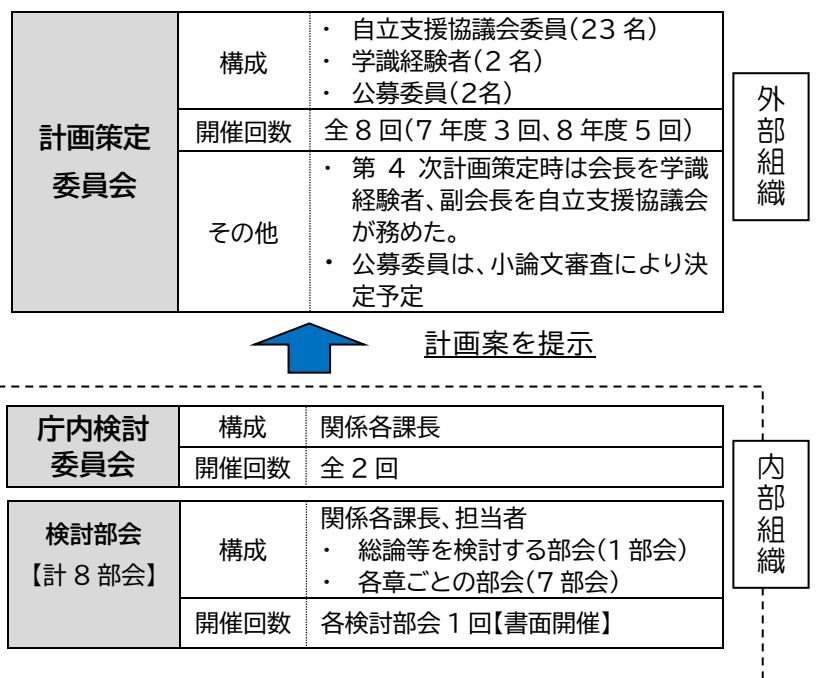 計画策定
委員会
構成
・ 自立支援協議会委員(23 名)
・ 学識経験者(2 名)
・ 公募委員(2名)
開催回数
全 8 回(7 年度 3 回、8 年度 5 回)
その他
・ 第 4 次計画策定時は会長を学識
経験者、副会長を自立支援協議会
が務めた。
・ 公募委員は、小論文審査により決
定予定
外部組織
計画案を提示
庁内検討
委員会
構成
関係各課長
開催回数
全 2 回
内部組織
検討部会
【計 8 部会】
構成
関係各課長、担当者
・ 総論等を検討する部会(1 部会)
・ 各章ごとの部会(7 部会)
開催回数
各検討部会 1 回【書面開催】